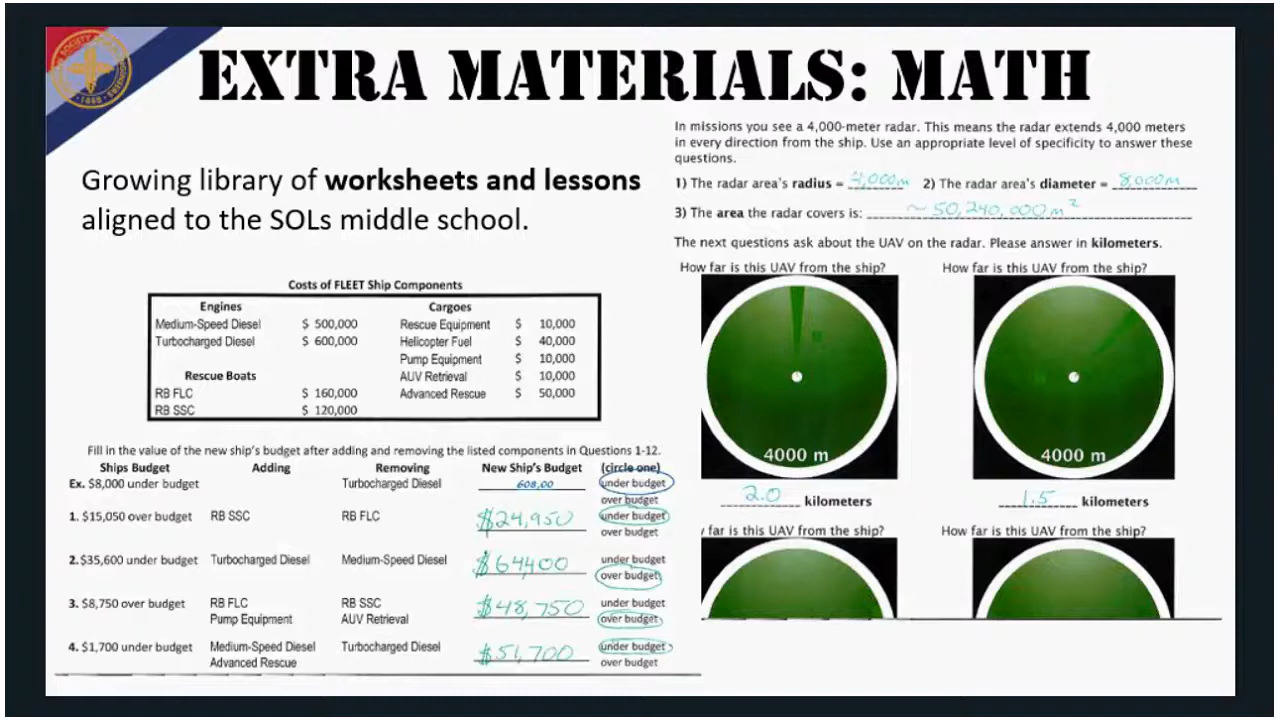 EXTRA MATERIALS: MATH
Growing library of worksheets and lessons
aligned to the SOLs middle school.
Costs of FLEET Ship Components
Engines Cargoes
Medium-Speed Diesel $ 500,000 Rescue Equipment $ 10,000
Turbocharged Diesel $ 600,000 Helicopter Fuel $ 40,000
Pump Equipment $ 10,000
Rescue Boats AUV Retrieval $ 10,000
RB FLC $ 160,000 Advanced Rescue $ 50,000
RB SSC $ 120,000
Fill in the value of the new ship's budget after adding and removing the listed components in Questions 1-12.
Ships Budget Adding Removing New Ship's Budget (circle one)
Ex. $8,000 under budget Turbocharged Diesel 608,00 under budget
over budget
1. $15,050 over budget RB SSC RB FLC $24,950 under budget
over budget
2. $35,600 under budget Turbocharged Diesel Medium-Speed Diesel $64400 under budget
over budget
3. $8,750 over budget RB FLC RB SSC $48,750 under budget
Pump Equipment AUV Retrieval over budget
4. $1,700 under budget Medium-Speed Diesel Turbocharged Diesel $51,700 under budget
Advanced Rescue over budget
In missions you see a 4,000-meter radar. This means the radar extends 4,000 meters
in every direction from the ship. Use an appropriate level of specificity to answer these
questions.
1) The radar area's radius = 4,000m 2) The radar area's diameter = 8,000m
3) The area the radar covers is: ~50,240,000m²
The next questions ask about the UAV on the radar. Please answer in kilometers.
How far is this UAV from the ship? How far is this UAV from the ship?
4000 m 4000 m
2.0 kilometers 1.5 kilometers
far is this UAV from the ship? How far is this UAV from the ship?